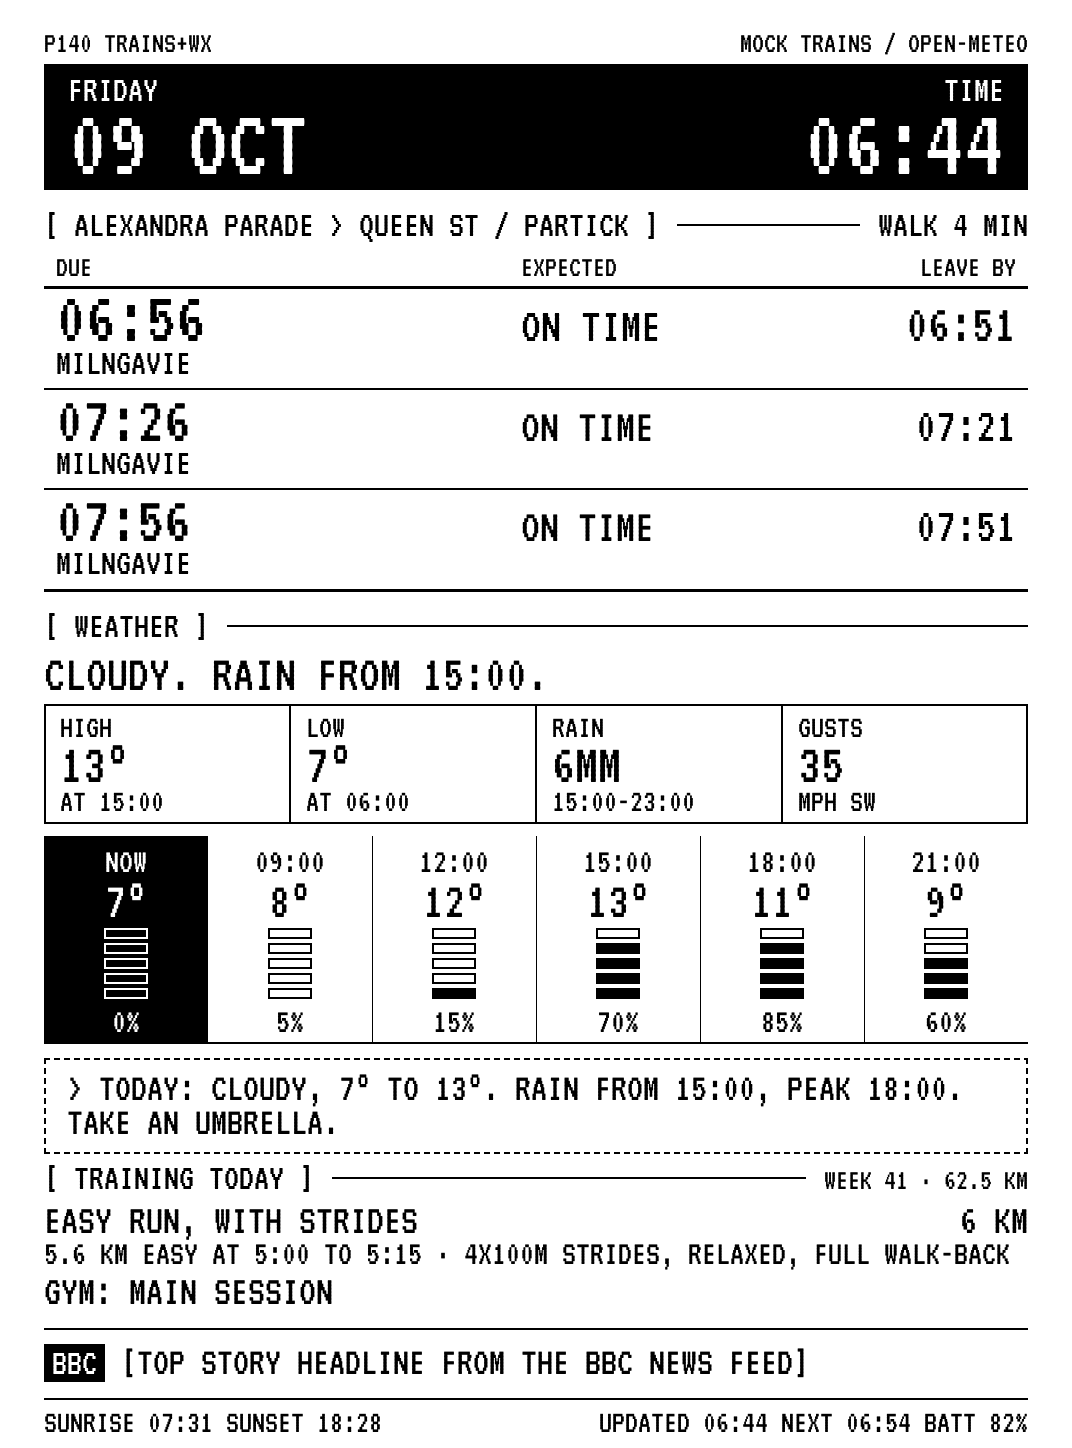 P140 TRAINS+WX MOCK TRAINS / OPEN-METEO
FRIDAY TIME
09 OCT 06:44
[ ALEXANDRA PARADE > QUEEN ST / PARTICK ] WALK 4 MIN
DUE EXPECTED LEAVE BY
06:56 ON TIME 06:51
MILNGAVIE
07:26 ON TIME 07:21
MILNGAVIE
07:56 ON TIME 07:51
MILNGAVIE
[ WEATHER ]
CLOUDY. RAIN FROM 15:00.
HIGH LOW RAIN GUSTS
13° 7° 6MM 35
AT 15:00 AT 06:00 15:00-23:00 MPH SW
NOW 09:00 12:00 15:00 18:00 21:00
7° 8° 12° 13° 11° 9°
0% 5% 15% 70% 85% 60%
> TODAY: CLOUDY, 7° TO 13°. RAIN FROM 15:00, PEAK 18:00.
TAKE AN UMBRELLA.
[ TRAINING TODAY ] WEEK 41 · 62.5 KM
EASY RUN, WITH STRIDES 6 KM
5.6 KM EASY AT 5:00 TO 5:15 · 4X100M STRIDES, RELAXED, FULL WALK-BACK
GYM: MAIN SESSION
BBC [TOP STORY HEADLINE FROM THE BBC NEWS FEED]
SUNRISE 07:31 SUNSET 18:28 UPDATED 06:44 NEXT 06:54 BATT 82%